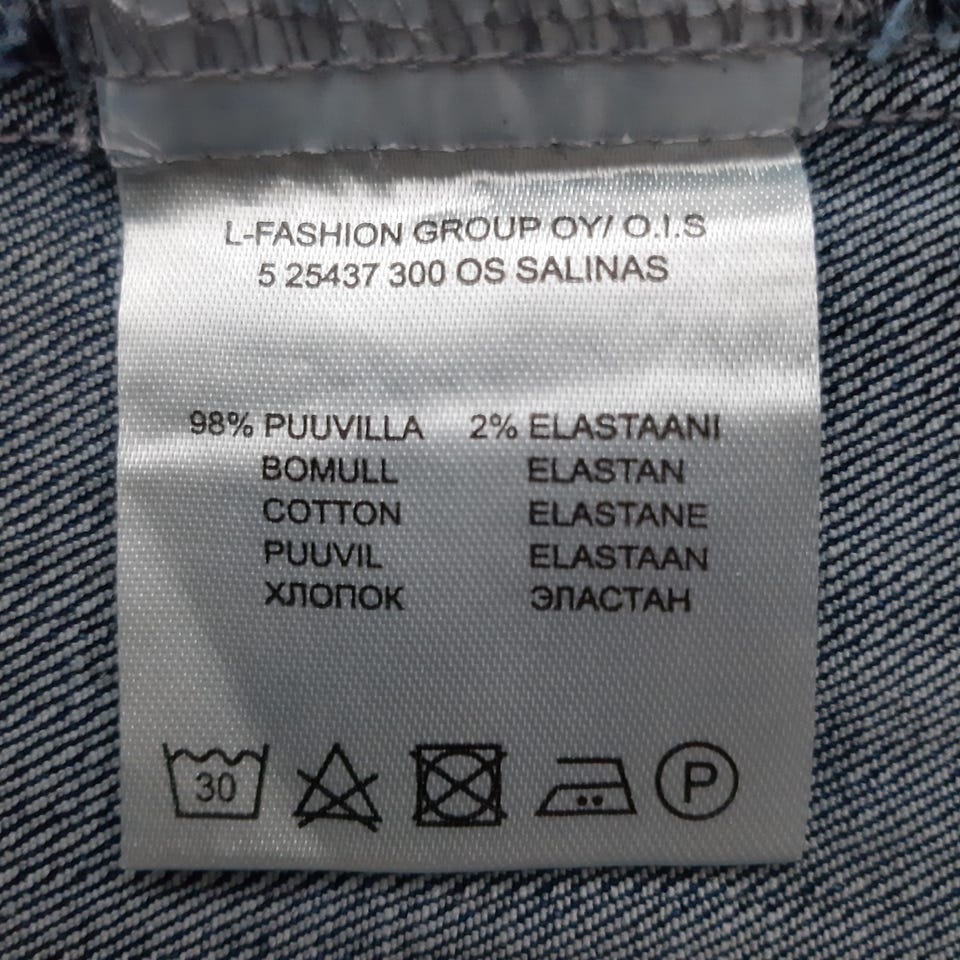 L-FASHION GROUP OY/ O.I.S
5 25437 300 OS SALINAS
98% PUUVILLA 2% ELASTAANI
BOMULL ELASTAN
COTTON ELASTANE
PUUVIL ELASTAAN
ХЛОПОК ЭЛАСТАН
30 P